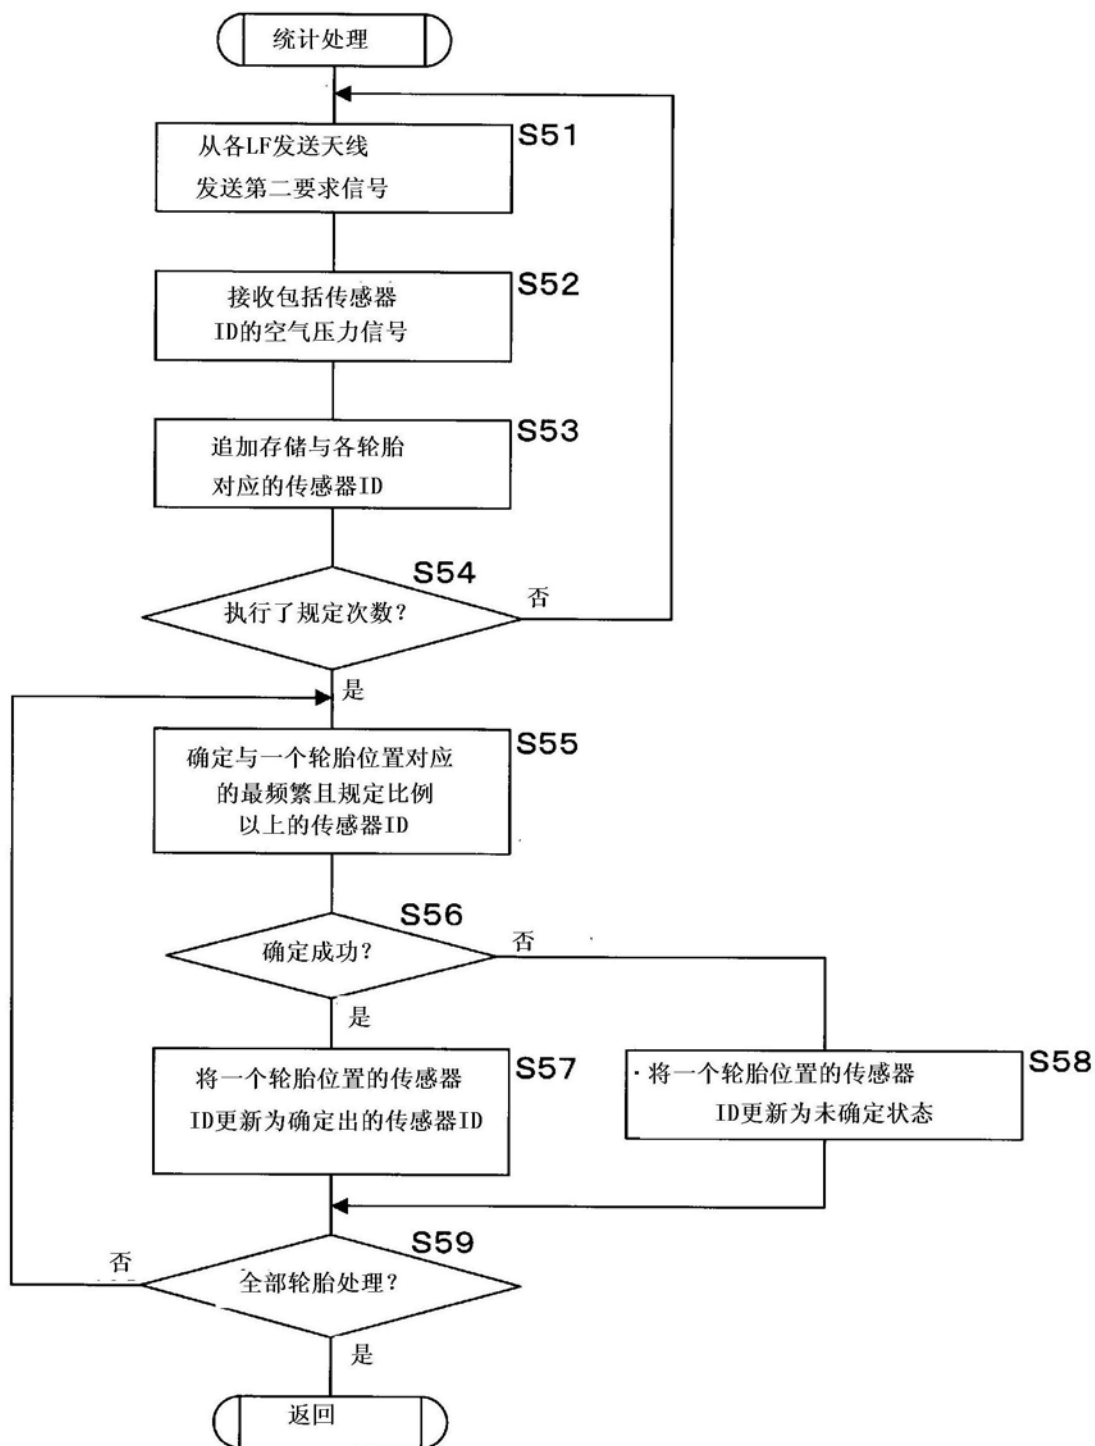 统计处理
S51
从各LF发送天线
发送第二要求信号
S52
接收包括传感器
ID的空气压力信号
S53
追加存储与各轮胎
对应的传感器ID
S54
执行了规定次数？
否
是
S55
确定与一个轮胎位置对应
的最频繁且规定比例
以上的传感器ID
S56
确定成功？
否
是
S57
将一个轮胎位置的传感器
ID更新为确定出的传感器ID
S58
将一个轮胎位置的传感器
ID更新为未确定状态
S59
全部轮胎处理？
否
是
返回